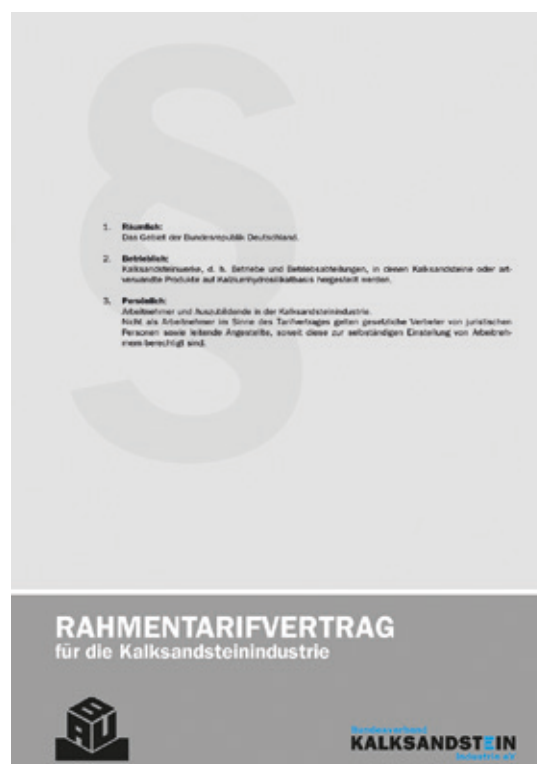 1. Räumlich:
Das Gebiet der Bundesrepublik Deutschland.
2. Betrieblich:
Kalksandsteinwerke, d. h. Betriebe und Betriebsabteilungen, in denen Kalksandsteine oder art-
verwandte Produkte auf Kalziumhydrosilikatbasis hergestellt werden.
3. Persönlich:
Arbeitnehmer und Auszubildende in der Kalksandsteinindustrie.
Nicht als Arbeitnehmer im Sinne des Tarifvertrages gelten gesetzliche Vertreter von juristischen
Personen sowie leitende Angestellte, soweit diese zur selbständigen Einstellung von Arbeitneh-
mern berechtigt sind.
RAHMENTARIFVERTRAG
für die Kalksandsteinindustrie
BAU
Bundesverband
KALKSANDSTEIN
Industrie eV